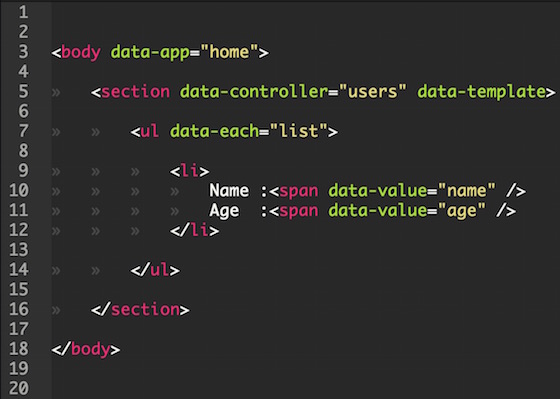 1
2
3 <body data-app="home">
4
5 » <section data-controller="users" data-template>
6
7 » » <ul data-each="list">
8
9 » » » <li>
10 » » » » Name :<span data-value="name" />
11 » » » » Age  :<span data-value="age" />
12 » » » </li>
13
14 » » </ul>
15
16 » </section>
17
18 </body>
19
20